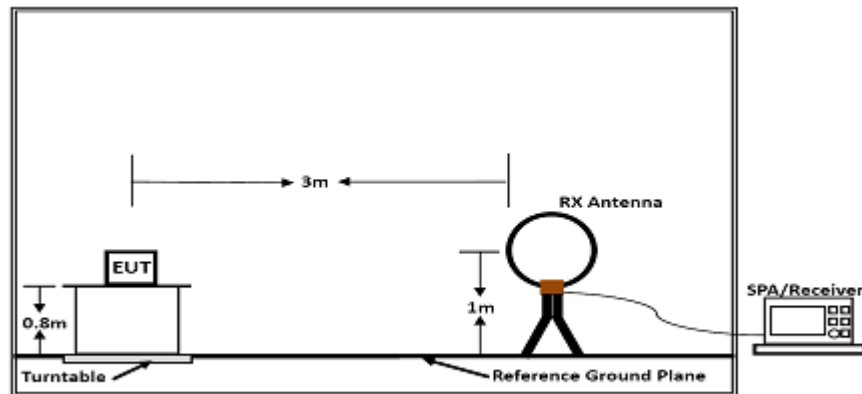 3m
RX Antenna
EUT
SPA/Receiver
0.8m
1m
Turntable
Reference Ground Plane